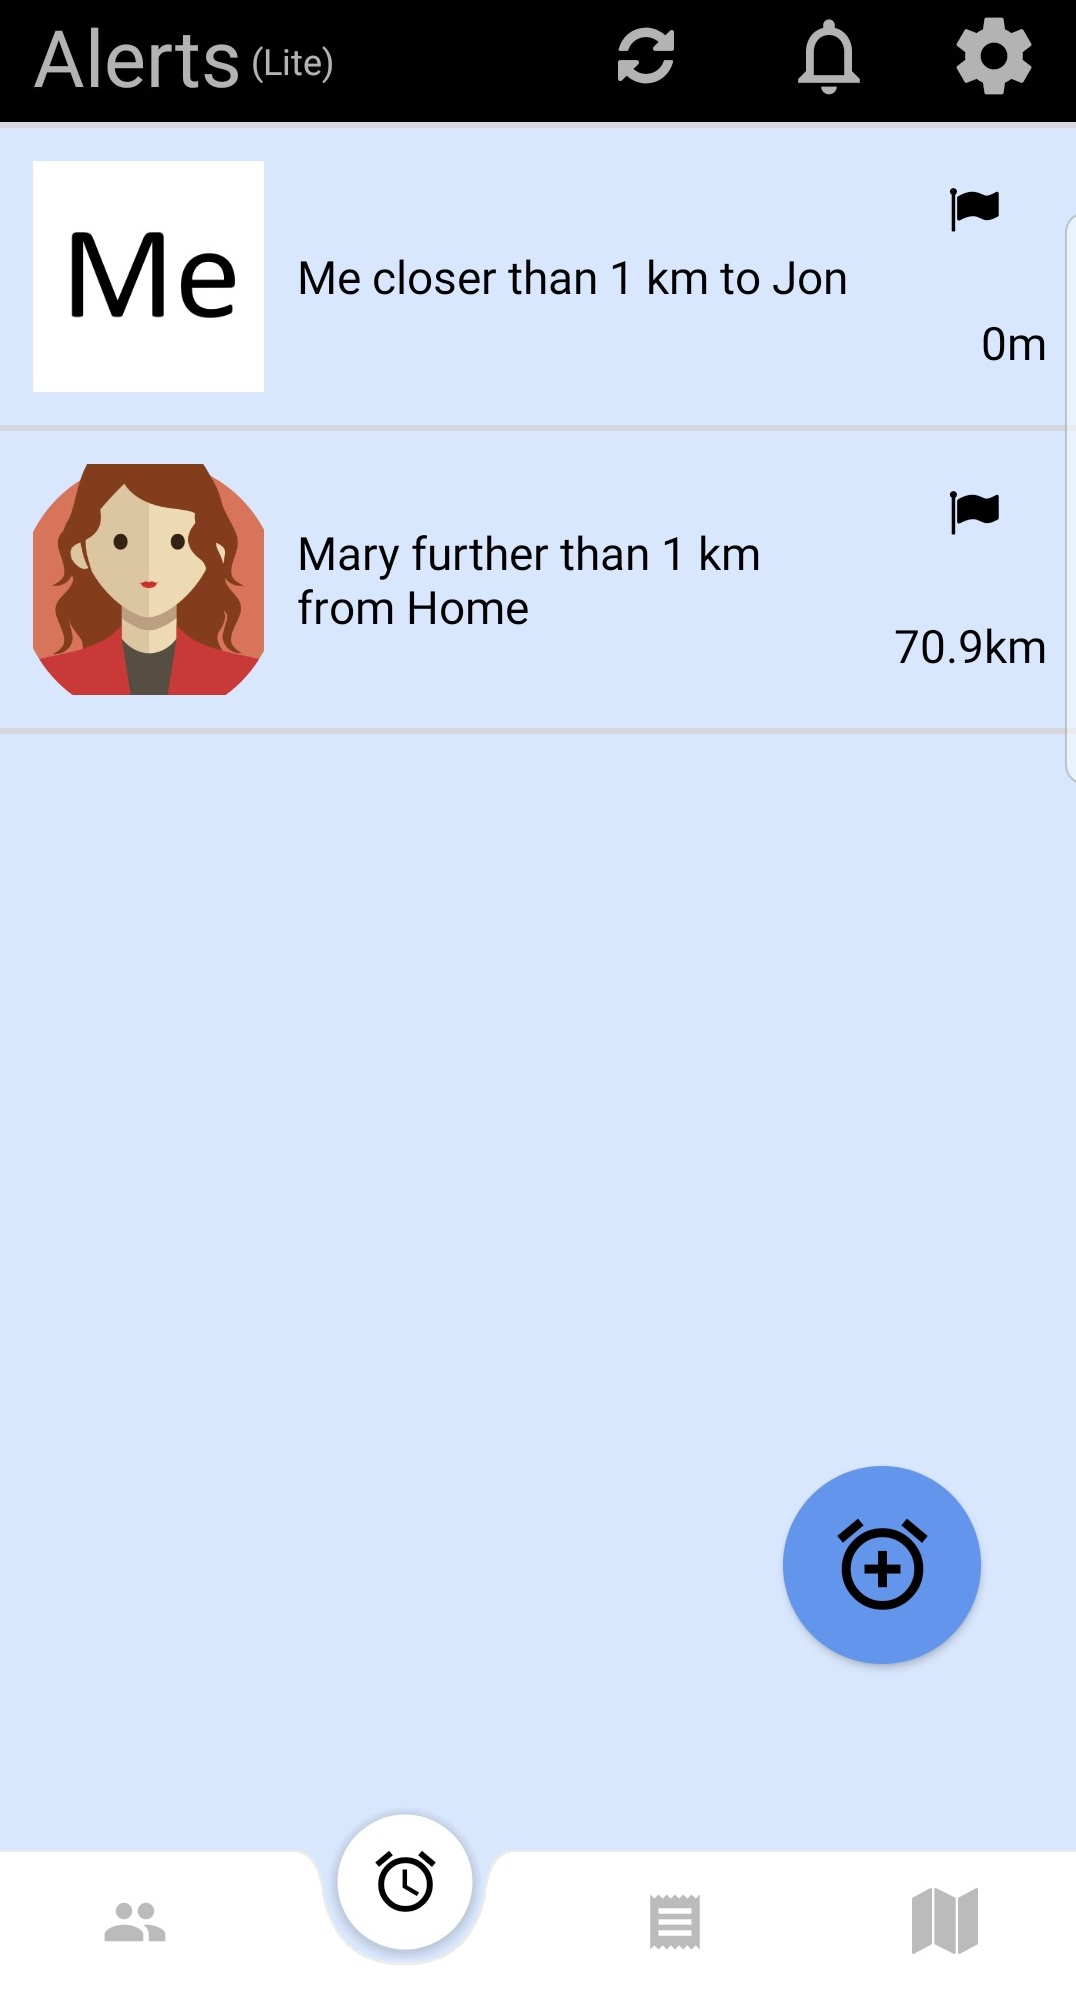 Alerts (Lite)
Me
Me closer than 1 km to Jon
0m
Mary further than 1 km
from Home
70.9km